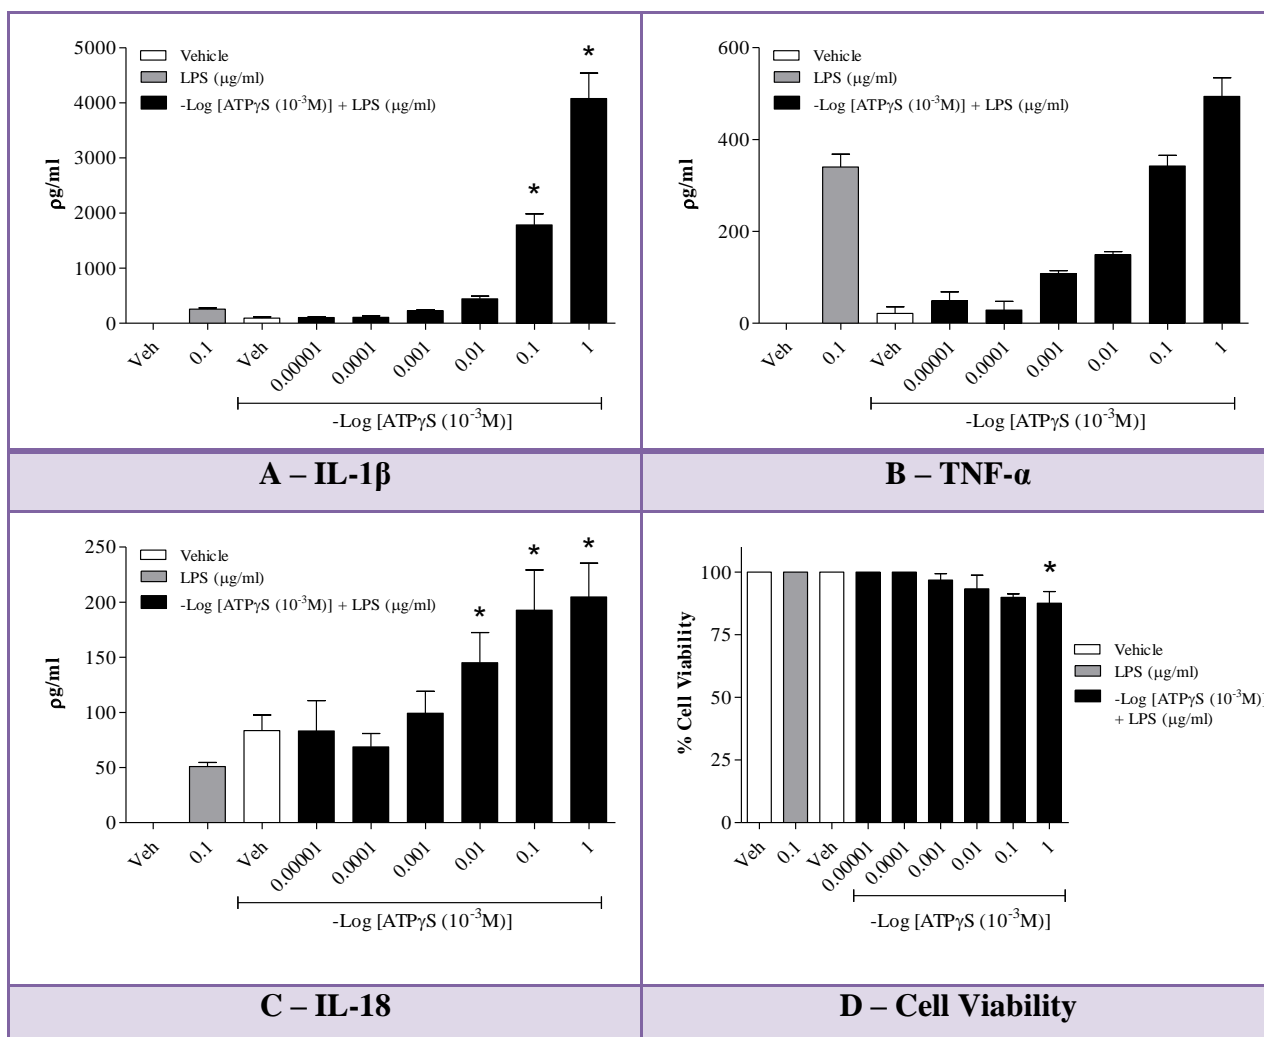 5000
4000
3000
2000
1000
0
ρg/ml
Vehicle
LPS (μg/ml)
-Log [ATPγS (10⁻³M)] + LPS (μg/ml)
*
*
Veh
0.1
Veh
0.00001
0.0001
0.001
0.01
0.1
1
-Log [ATPγS (10⁻³M)]
A – IL-1β
600
400
200
0
ρg/ml
Vehicle
LPS (μg/ml)
-Log [ATPγS (10⁻³M)] + LPS (μg/ml)
Veh
0.1
Veh
0.00001
0.0001
0.001
0.01
0.1
1
-Log [ATPγS (10⁻³M)]
B – TNF-α
250
200
150
100
50
0
ρg/ml
Vehicle
LPS (μg/ml)
-Log [ATPγS (10⁻³M)] + LPS (μg/ml)
*
*
*
Veh
0.1
Veh
0.00001
0.0001
0.001
0.01
0.1
1
-Log [ATPγS (10⁻³M)]
C – IL-18
100
75
50
25
0
% Cell Viability
*
Vehicle
LPS (μg/ml)
-Log [ATPγS (10⁻³M)]
+ LPS (μg/ml)
Veh
0.1
Veh
0.00001
0.0001
0.001
0.01
0.1
1
-Log [ATPγS (10⁻³M)]
D – Cell Viability